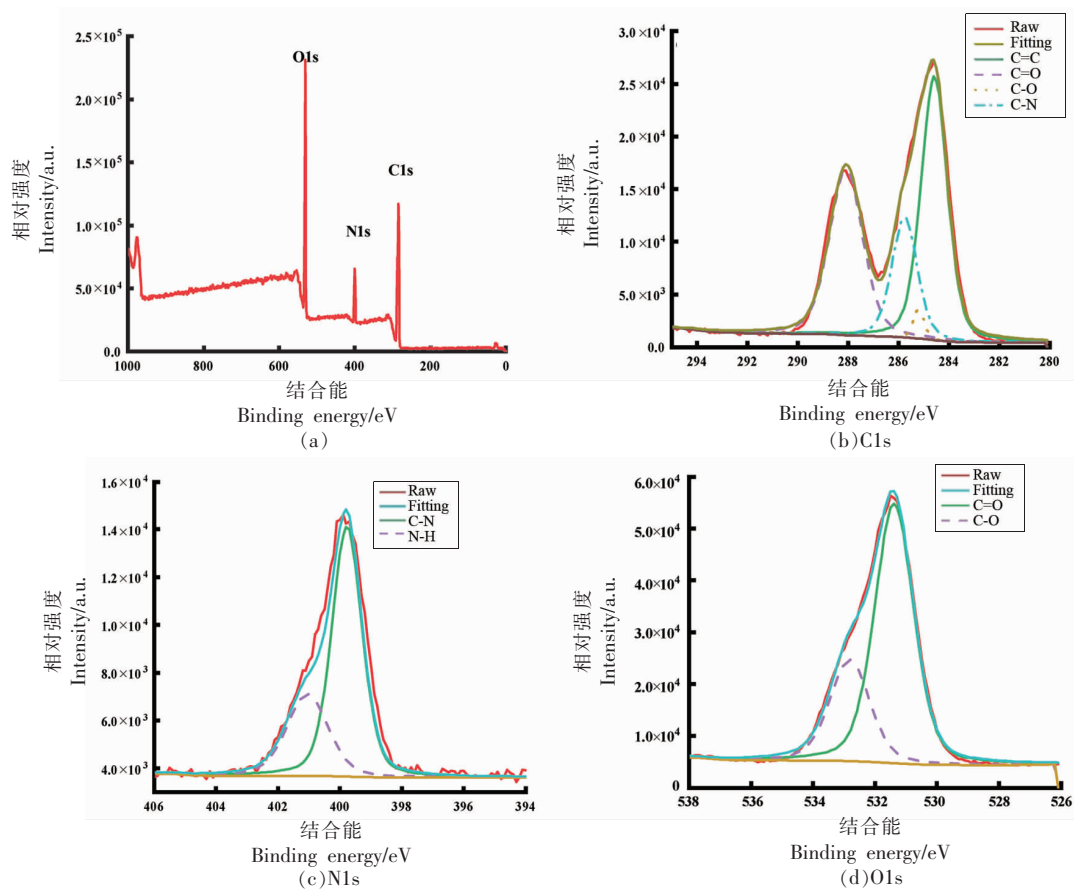 2.5×10⁵
2.0×10⁵
1.5×10⁵
1.0×10⁵
5.0×10⁴
0.0
相对强度
Intensity/a.u.
O1s
N1s
C1s
1000 800 600 400 200 0
结合能
Binding energy/eV
(a)
3.0×10⁴
2.5×10⁴
2.0×10⁴
1.5×10⁴
1.0×10⁴
5.0×10³
0.0
相对强度
Intensity/a.u.
Raw
Fitting
C=C
C=O
C-O
C-N
294 292 290 288 286 284 282 280
结合能
Binding energy/eV
(b)C1s
1.6×10⁴
1.4×10⁴
1.2×10⁴
1.0×10⁴
8.0×10³
6.0×10³
4.0×10³
相对强度
Intensity/a.u.
Raw
Fitting
C-N
N-H
406 404 402 400 398 396 394
结合能
Binding energy/eV
(c)N1s
6.0×10⁴
5.0×10⁴
4.0×10⁴
3.0×10⁴
2.0×10⁴
1.0×10⁴
0
相对强度
Intensity/a.u.
Raw
Fitting
C=O
C-O
538 536 534 532 530 528 526
结合能
Binding energy/eV
(d)O1s